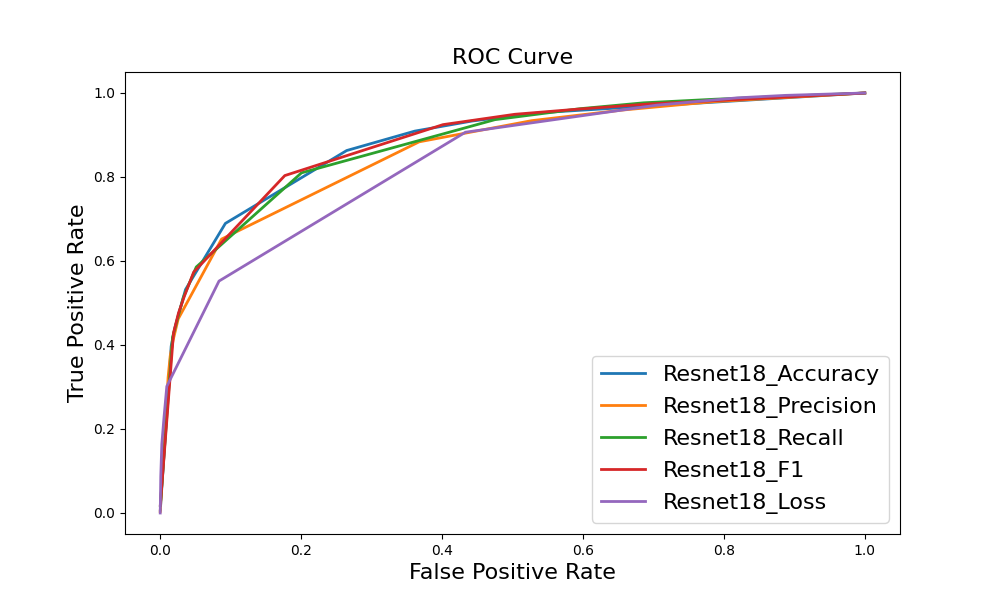 ROC Curve
True Positive Rate
1.0
0.8
0.6
0.4
0.2
0.0
Resnet18_Accuracy
Resnet18_Precision
Resnet18_Recall
Resnet18_F1
Resnet18_Loss
0.0 0.2 0.4 0.6 0.8 1.0
False Positive Rate